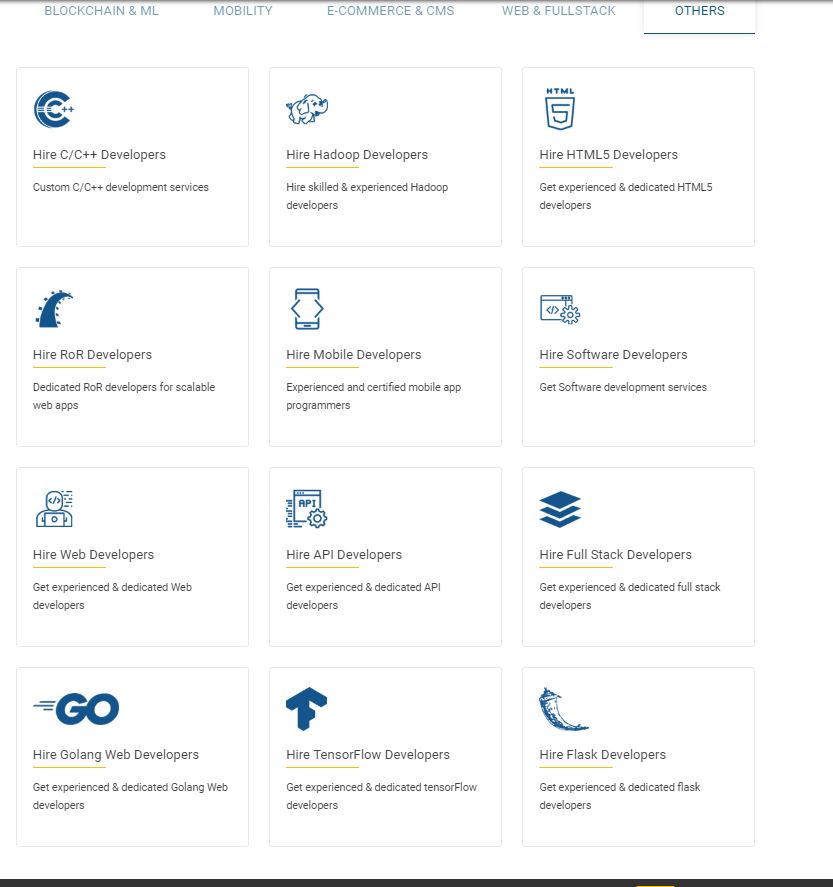 BLOCKCHAIN & ML MOBILITY E-COMMERCE & CMS WEB & FULLSTACK OTHERS
C++
Hire C/C++ Developers
Custom C/C++ development services
Hire Hadoop Developers
Hire skilled & experienced Hadoop
developers
HTML
5
Hire HTML5 Developers
Get experienced & dedicated HTML5
developers
Hire RoR Developers
Dedicated RoR developers for scalable
web apps
Hire Mobile Developers
Experienced and certified mobile app
programmers
</>
Hire Software Developers
Get Software development services
</>
Hire Web Developers
Get experienced & dedicated Web
developers
API
Hire API Developers
Get experienced & dedicated API
developers
Hire Full Stack Developers
Get experienced & dedicated full stack
developers
GO
Hire Golang Web Developers
Get experienced & dedicated Golang Web
developers
Hire TensorFlow Developers
Get experienced & dedicated tensorFlow
developers
Hire Flask Developers
Get experienced & dedicated flask
developers